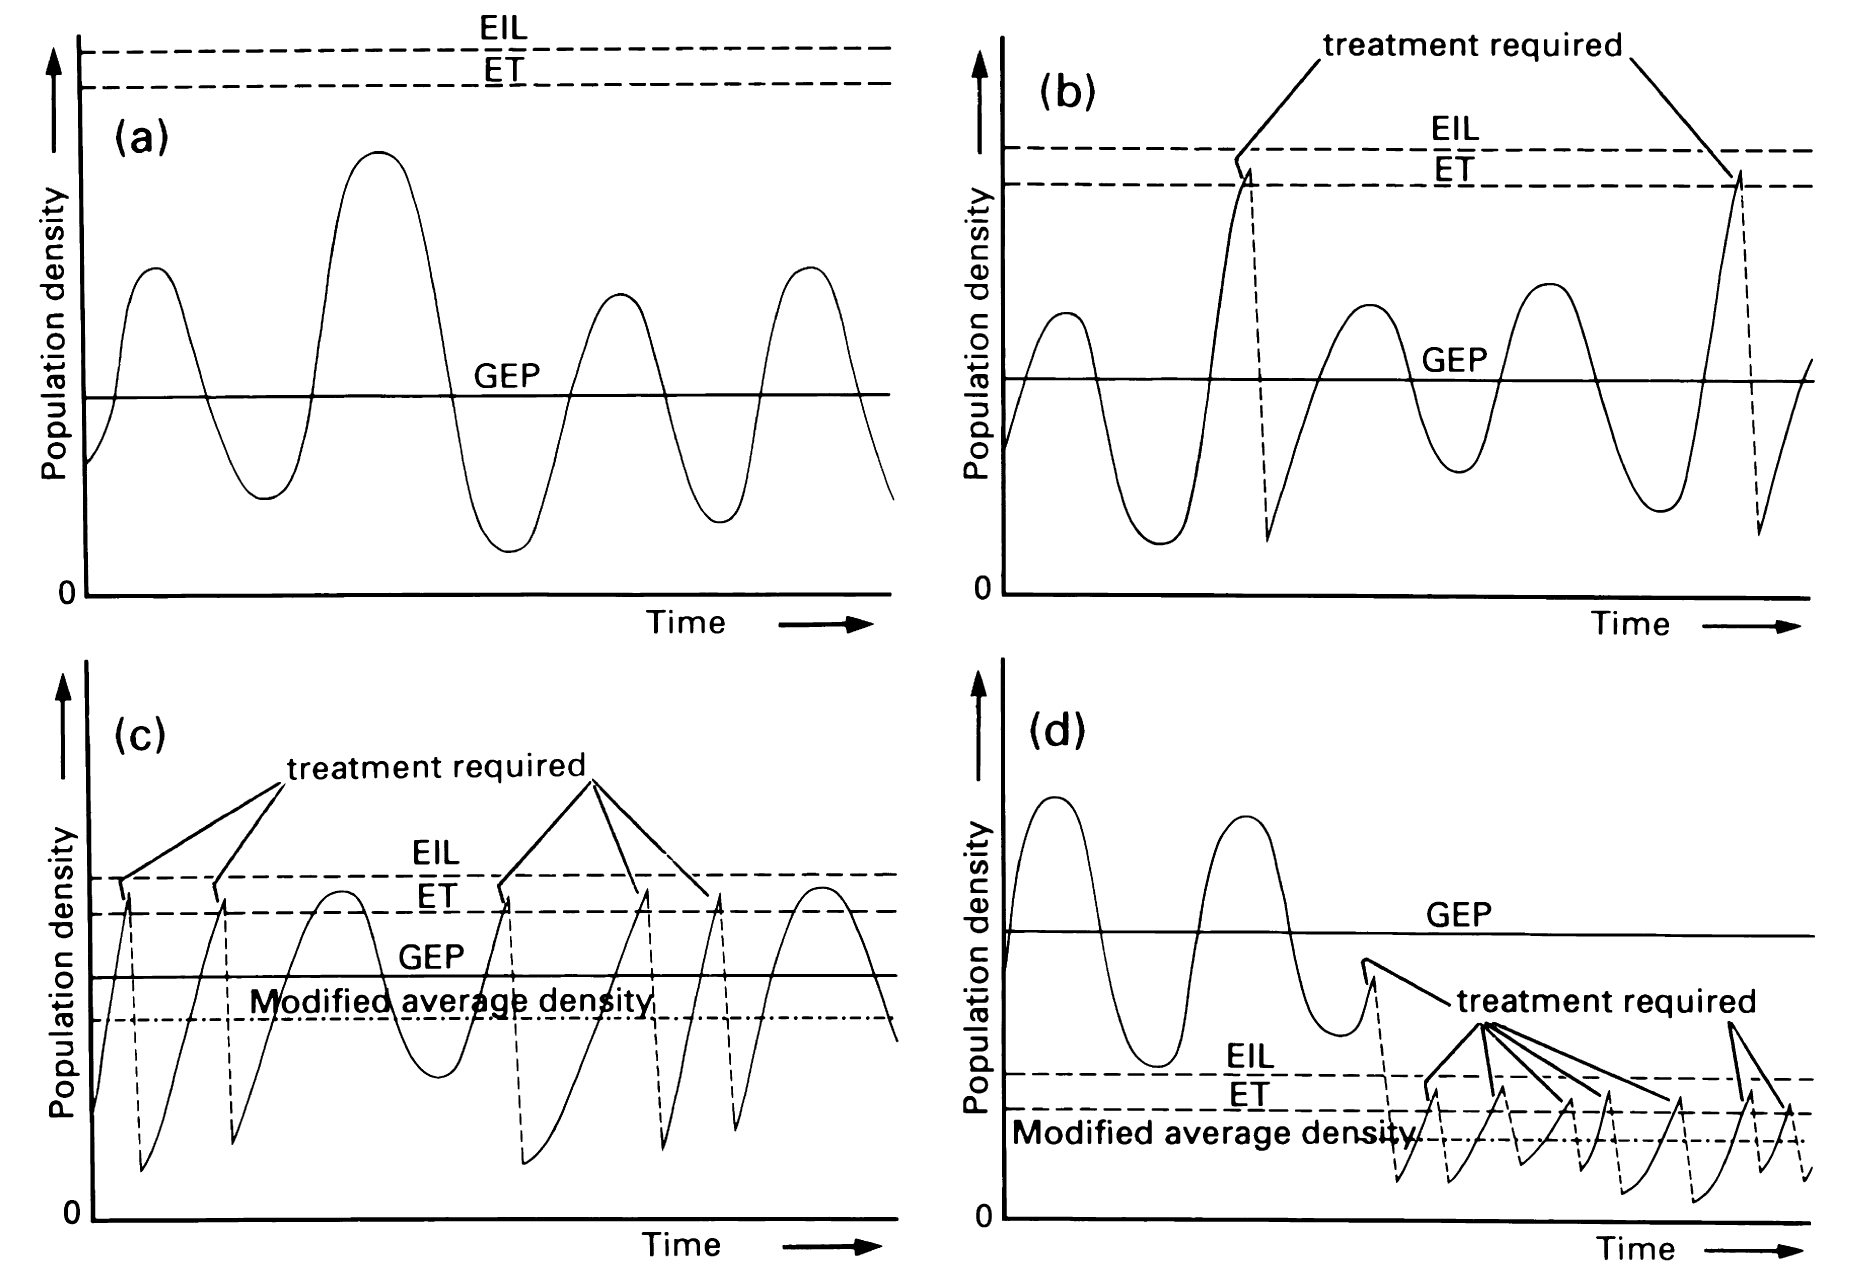 EIL
ET
(a)
Population density
GEP
0
Time
treatment required
(b)
EIL
ET
Population density
GEP
0
Time
(c)
treatment required
EIL
ET
Population density
GEP
Modified average density
0
Time
(d)
GEP
Population density
treatment required
EIL
ET
Modified average density
0
Time